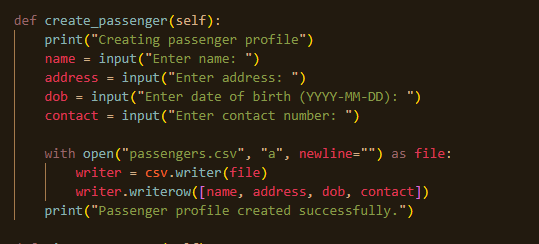 def create_passenger(self):
    print("Creating passenger profile")
    name = input("Enter name: ")
    address = input("Enter address: ")
    dob = input("Enter date of birth (YYYY-MM-DD): ")
    contact = input("Enter contact number: ")

    with open("passengers.csv", "a", newline="") as file:
        writer = csv.writer(file)
        writer.writerow([name, address, dob, contact])
    print("Passenger profile created successfully.")